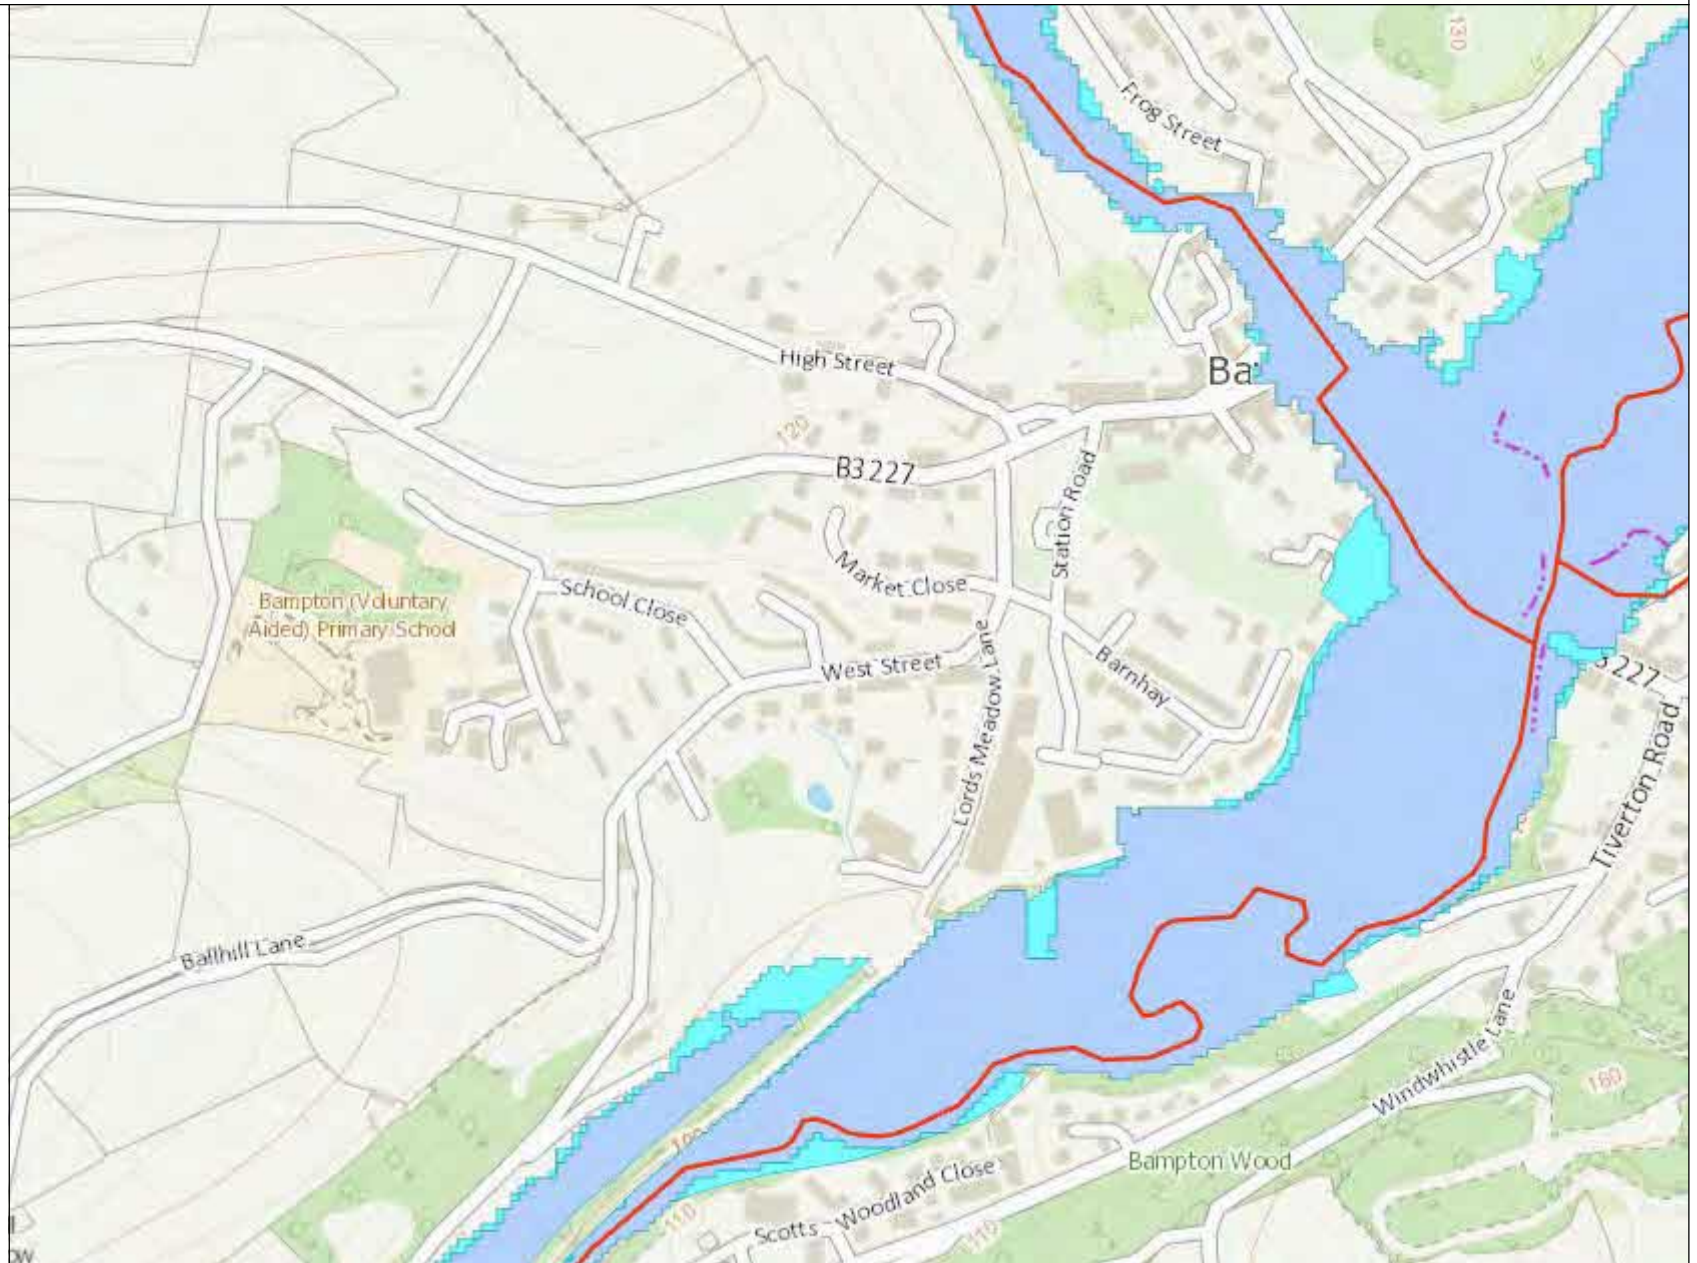 130
Frog Street
High Street
Ba
120
B3227
Station Road
Market Close
School Close
Bampton (Voluntary
Aided) Primary School
West Street
Lords Meadow Lane
Barnhay
3227
Tiverton Road
Ballhill Lane
Windwhistle Lane
160
100
Bampton Wood
Scotts - Woodland Close
110
110